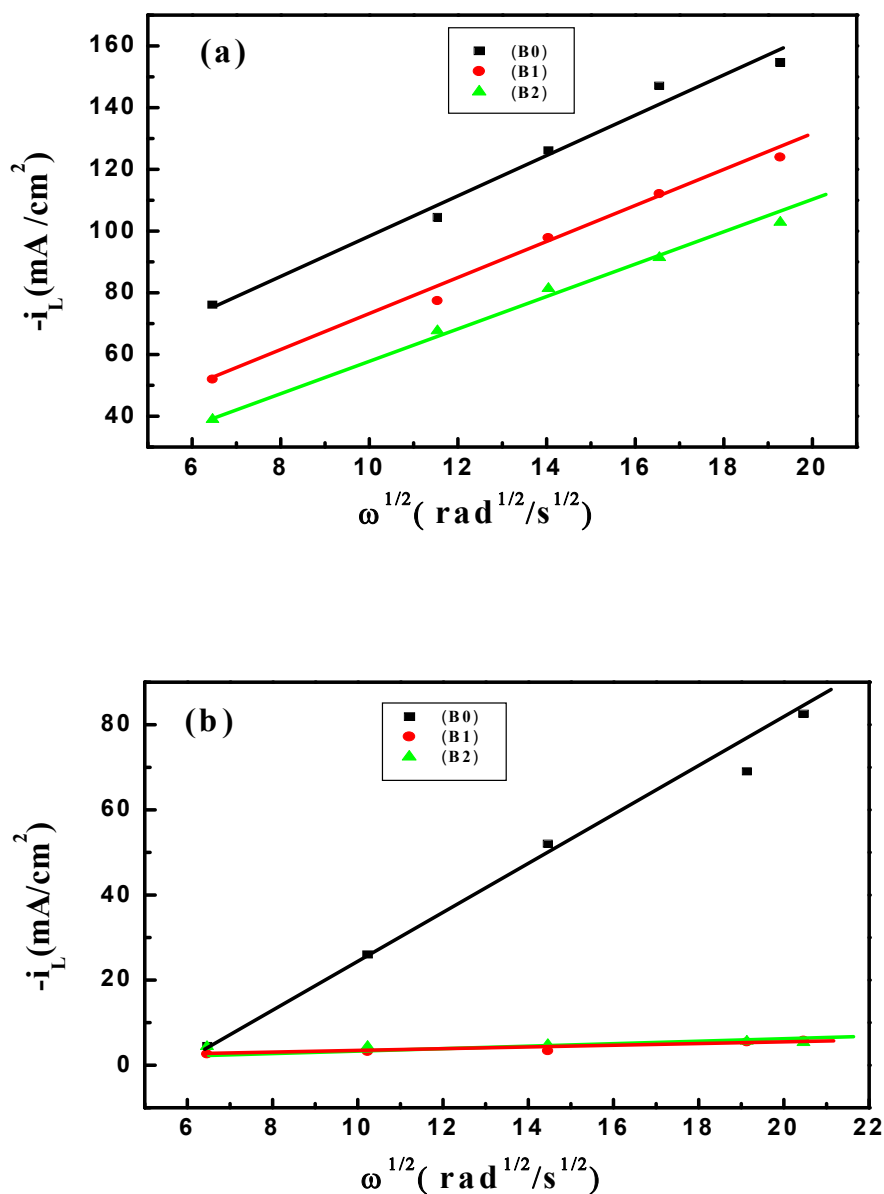 (a)
(B0)
(B1)
(B2)
160
140
120
100
80
60
40
-i_L(mA/cm^2)
6 8 10 12 14 16 18 20
ω^1/2( rad^1/2/s^1/2)
(b)
(B0)
(B1)
(B2)
80
60
40
20
0
-i_L(mA/cm^2)
6 8 10 12 14 16 18 20 22
ω^1/2( rad^1/2/s^1/2)